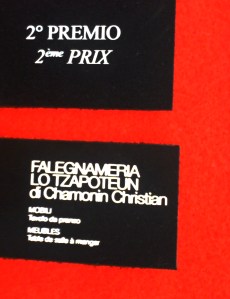 2° PREMIO
2ème PRIX
FALEGNAMERIA
LO TZAPOTEUN
di Chamonin Christian
MOBILI
Tavolo da pranzo
MEUBLES
Table de salle à manger